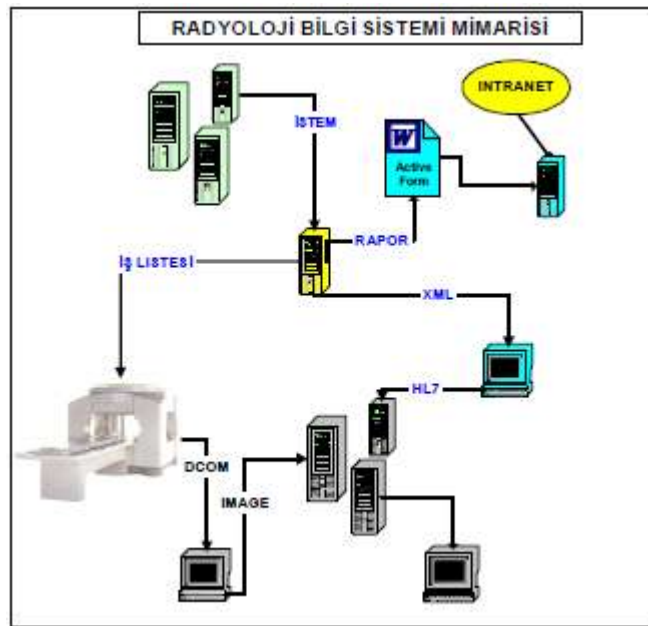 RADYOLOJİ BİLGİ SİSTEMİ MİMARİSİ
INTRANET
İSTEM
W
Active
Form
RAPOR
İŞ LISTESİ
XML
HL7
DCOM
IMAGE